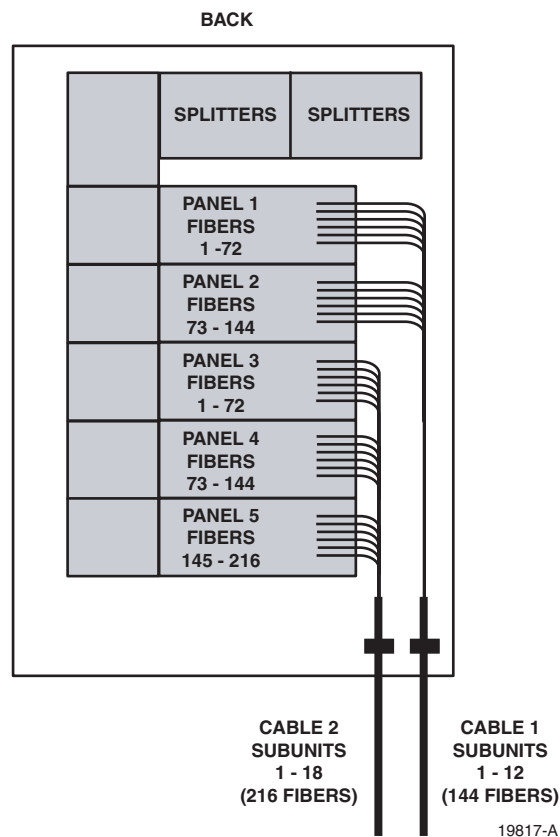 BACK
SPLITTERS
SPLITTERS
PANEL 1
FIBERS
1 -72
PANEL 2
FIBERS
73 - 144
PANEL 3
FIBERS
1 - 72
PANEL 4
FIBERS
73 - 144
PANEL 5
FIBERS
145 - 216
CABLE 2
SUBUNITS
1 - 18
(216 FIBERS)
CABLE 1
SUBUNITS
1 - 12
(144 FIBERS)
19817-A